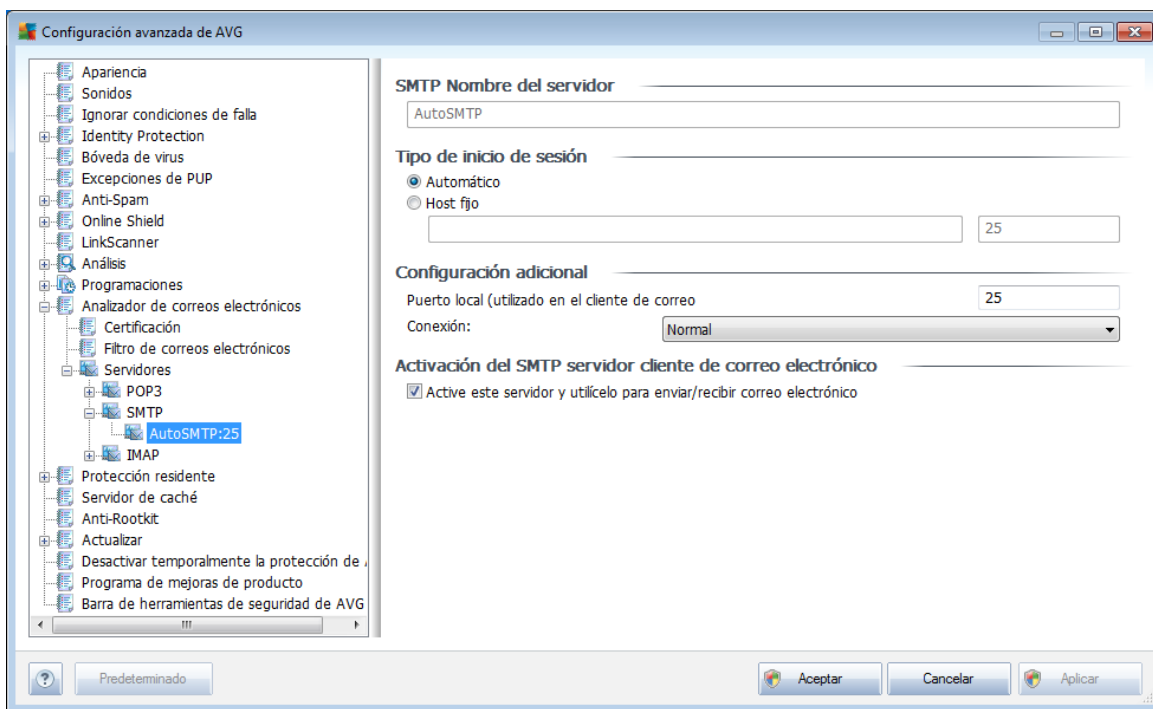 Configuración avanzada de AVG
Apariencia
Sonidos
Ignorar condiciones de falla
Identity Protection
Bóveda de virus
Excepciones de PUP
Anti-Spam
Online Shield
LinkScanner
Análisis
Programaciones
Analizador de correos electrónicos
Certificación
Filtro de correos electrónicos
Servidores
POP3
SMTP
AutoSMTP:25
IMAP
Protección residente
Servidor de caché
Anti-Rootkit
Actualizar
Desactivar temporalmente la protección de
Programa de mejoras de producto
Barra de herramientas de seguridad de AVG
SMTP Nombre del servidor
AutoSMTP
Tipo de inicio de sesión
Automático
Host fijo
25
Configuración adicional
Puerto local (utilizado en el cliente de correo
25
Conexión:
Normal
Activación del SMTP servidor cliente de correo electrónico
Active este servidor y utilícelo para enviar/recibir correo electrónico
?
Predeterminado
Aceptar
Cancelar
Aplicar